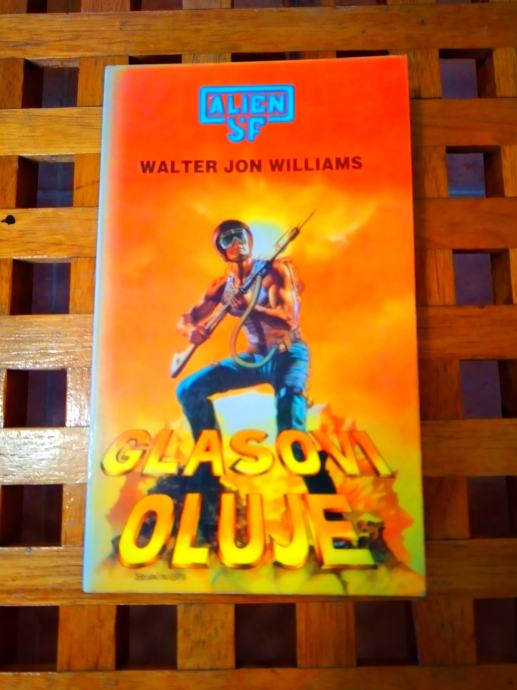 ALIEN
SF
WALTER JON WILLIAMS
GLASOVI
OLUJE